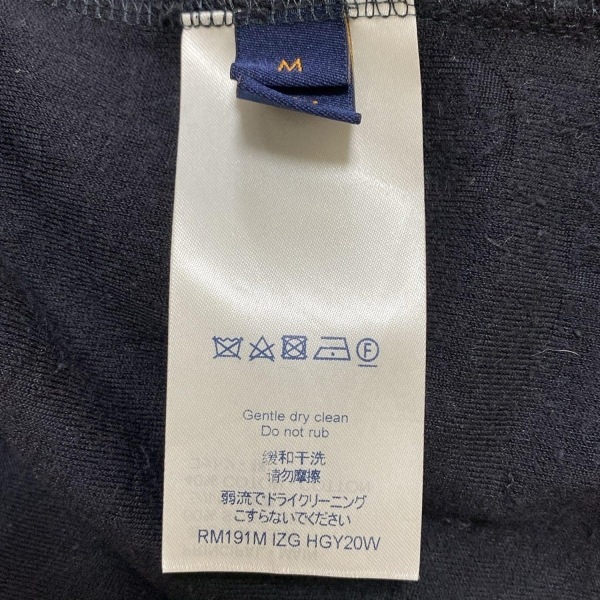 M
F
Gentle dry clean
Do not rub
缓和干洗
请勿摩擦
弱流でドライクリーニング
こすらないでください
RM191M IZG HGY20W